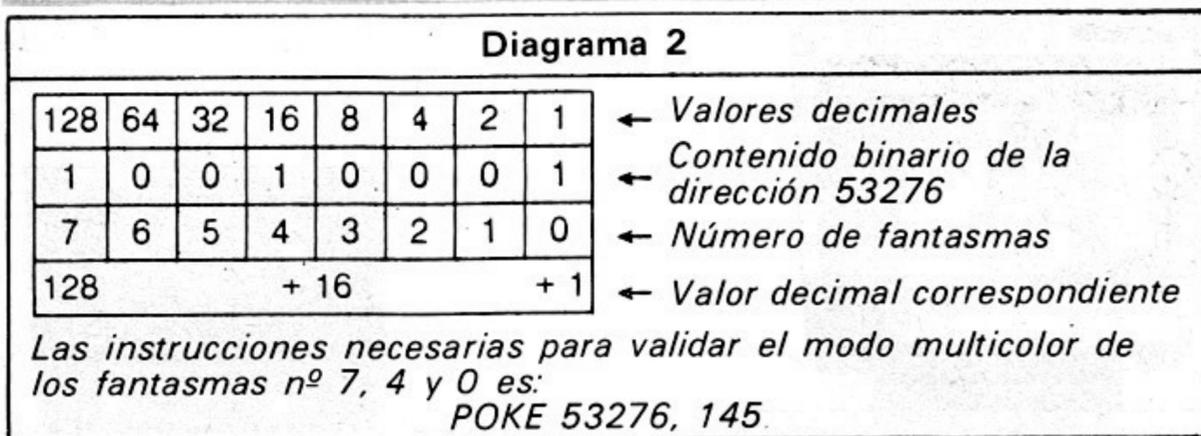 Diagrama 2
128 64 32 16 8 4 2 1 ← Valores decimales
1 0 0 1 0 0 0 1 ← Contenido binario de la
dirección 53276
7 6 5 4 3 2 1 0 ← Número de fantasmas
128 + 16 + 1 ← Valor decimal correspondiente
Las instrucciones necesarias para validar el modo multicolor de
los fantasmas nº 7, 4 y 0 es:
POKE 53276, 145.